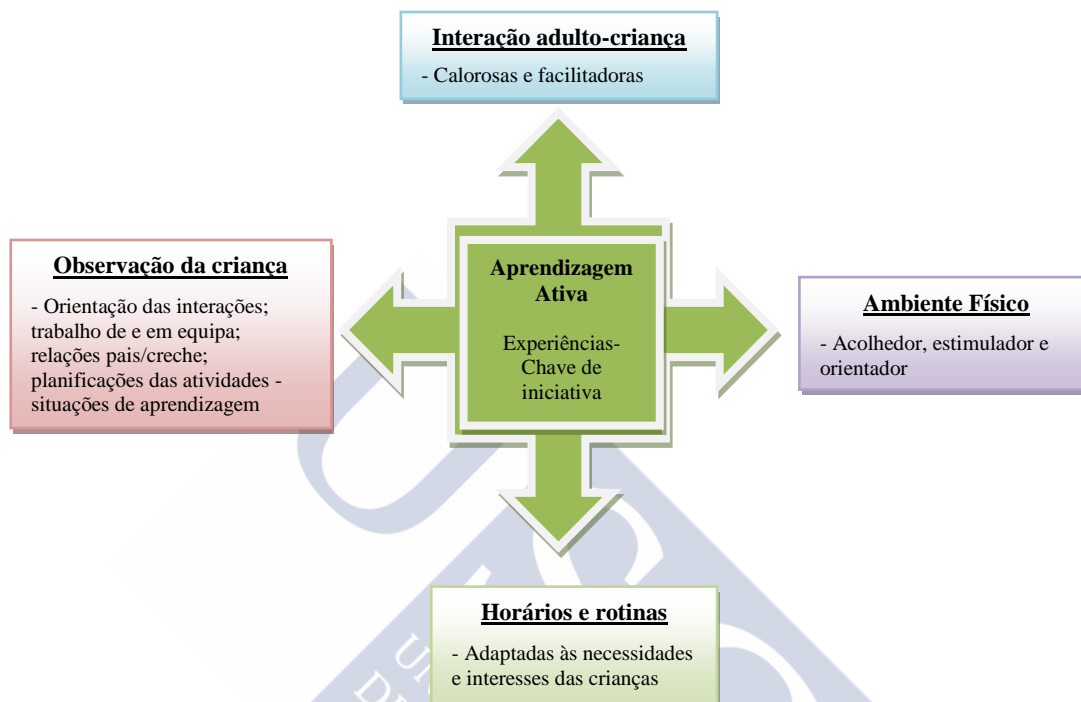 Interação adulto-criança
- Calorosas e facilitadoras
Observação da criança
- Orientação das interações;
trabalho de e em equipa;
relações pais/creche;
planificações das atividades -
situações de aprendizagem
Aprendizagem
Ativa
Experiências-
Chave de
iniciativa
Ambiente Físico
- Acolhedor, estimulador e
orientador
Horários e rotinas
- Adaptadas às necessidades
e interesses das crianças